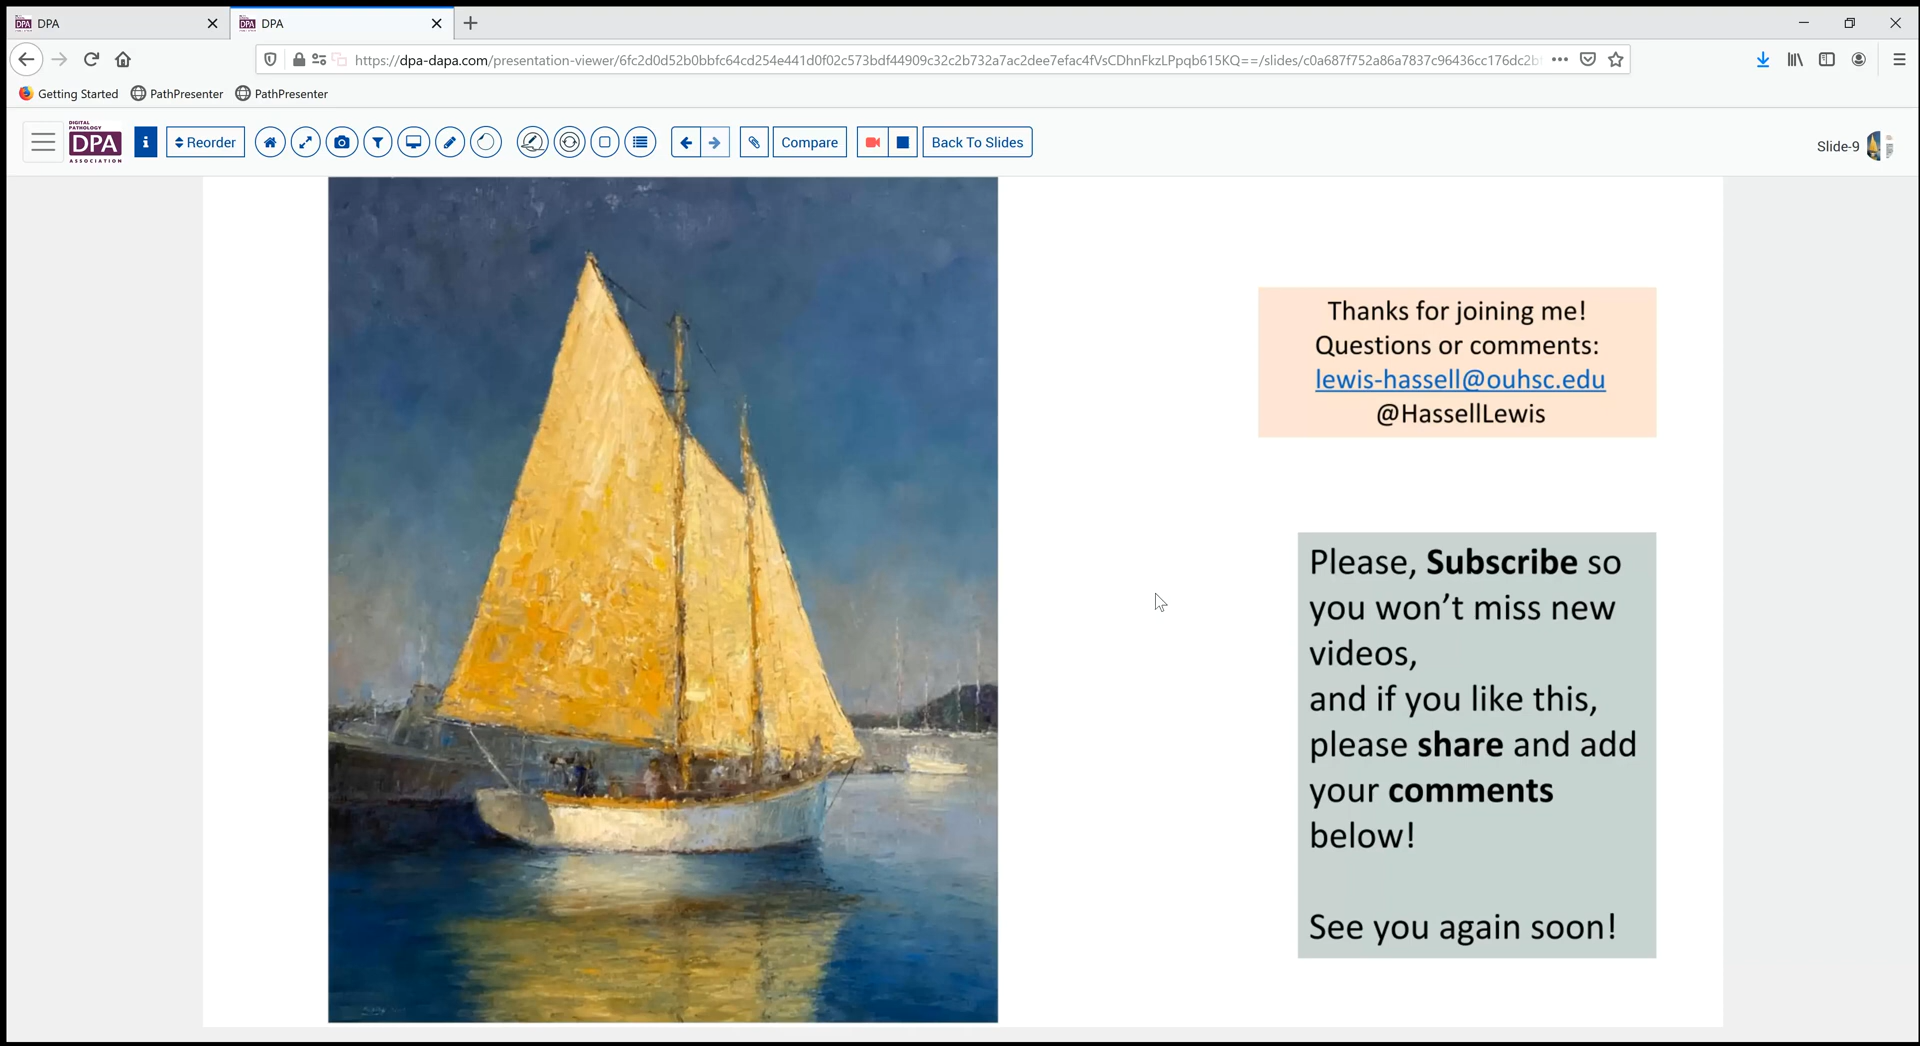 DPA
DPA
https://dpa-dapa.com/presentation-viewer/6fc2d0d52b0bbfc64cd254e441d0f02c573bdf44909c32c2b732a7ac2dee7efac4fVsCDhnFkzLPpqb615KQ==/slides/c0a687f752a86a7837c96436cc176dc2b
Getting Started
PathPresenter
PathPresenter
DIGITAL PATHOLOGY
DPA
ASSOCIATION
Reorder
Compare
Back To Slides
Slide-9
Thanks for joining me!
Questions or comments:
lewis-hassell@ouhsc.edu
@HassellLewis
Please, Subscribe so
you won’t miss new
videos,
and if you like this,
please share and add
your comments
below!
See you again soon!